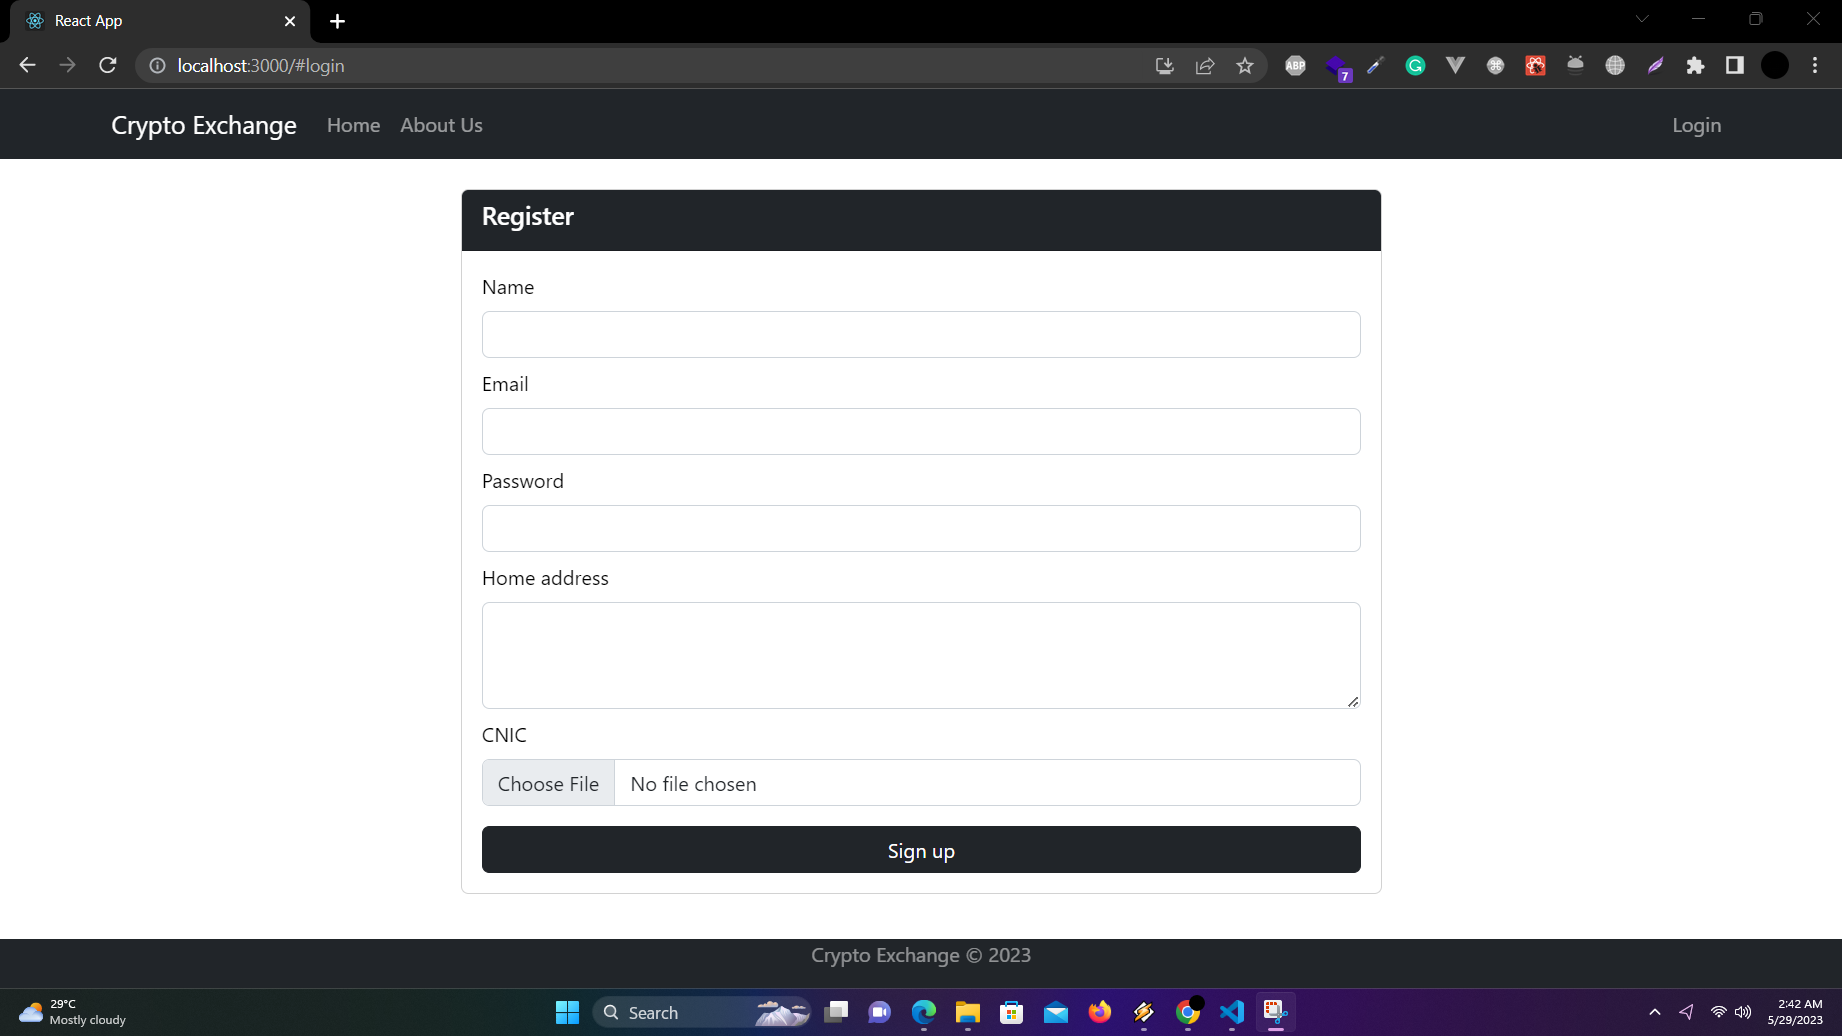 React App
localhost:3000/#login
ABP
7
Crypto Exchange Home About Us Login
Register
Name
Email
Password
Home address
CNIC
Choose File No file chosen
Sign up
Crypto Exchange © 2023
29°C
Mostly cloudy
Search
2:42 AM
5/29/2023